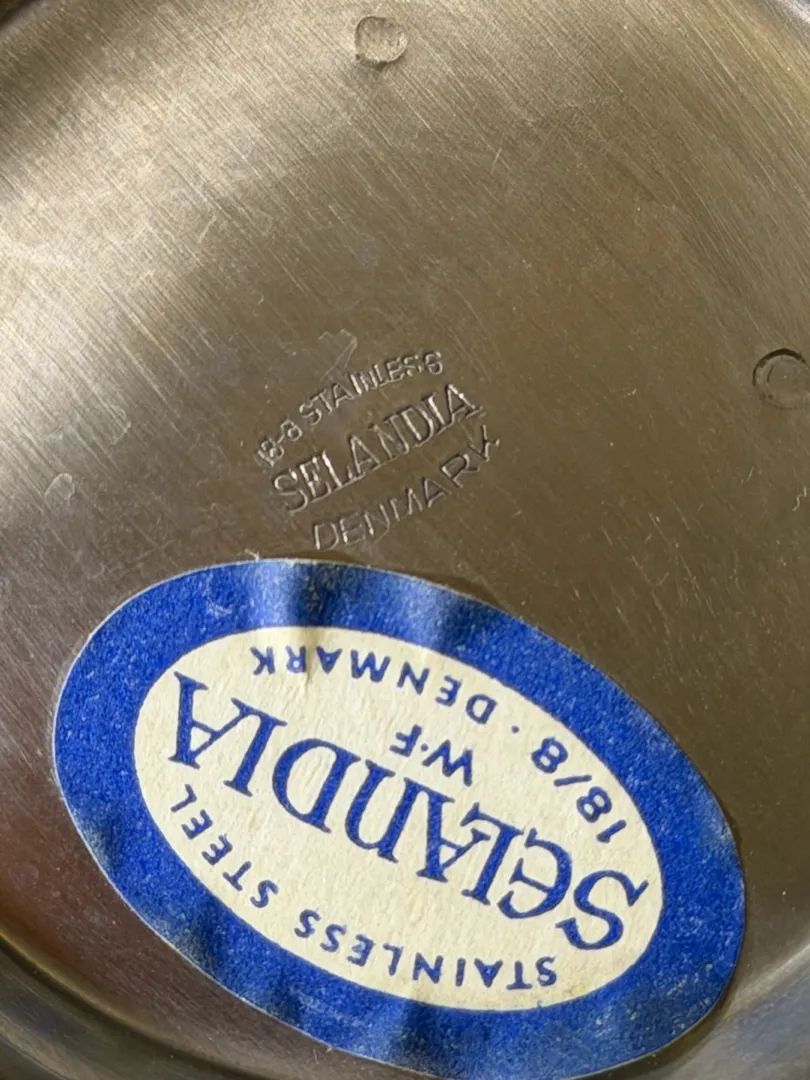 18-8 STAINLESS
SELANDIA
DENMARK
STAINLESS STEEL
SELANDIA
W·F
18/8 · DENMARK